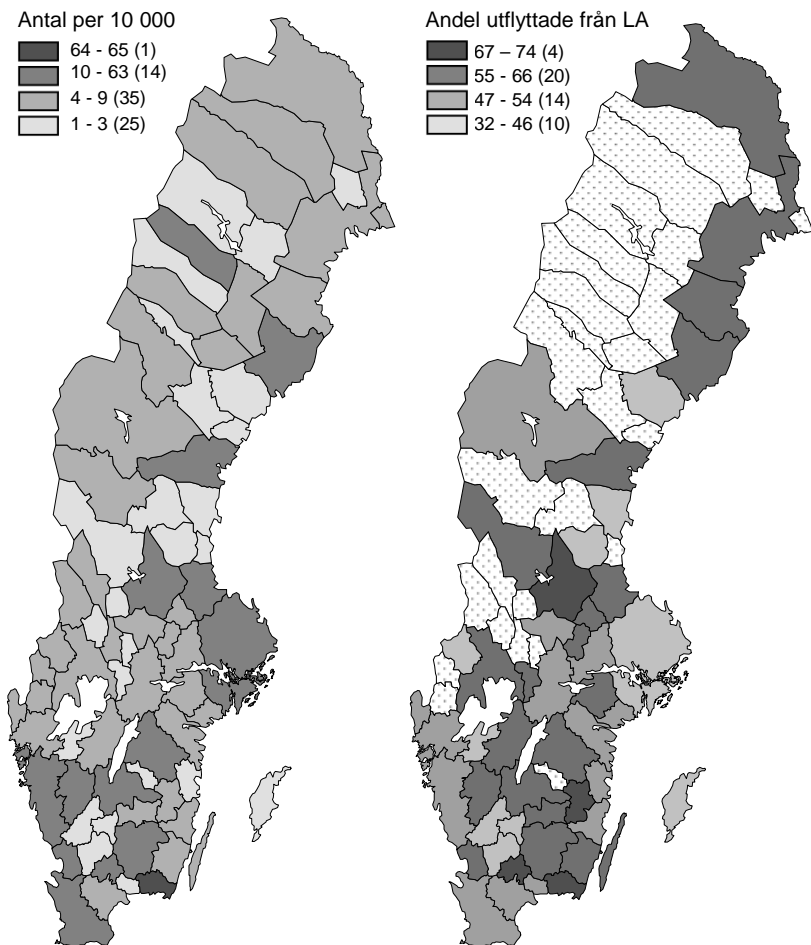 Antal per 10 000
64 - 65 (1)
10 - 63 (14)
4 - 9 (35)
1 - 3 (25)
Andel utflyttade från LA
67 – 74 (4)
55 - 66 (20)
47 - 54 (14)
32 - 46 (10)